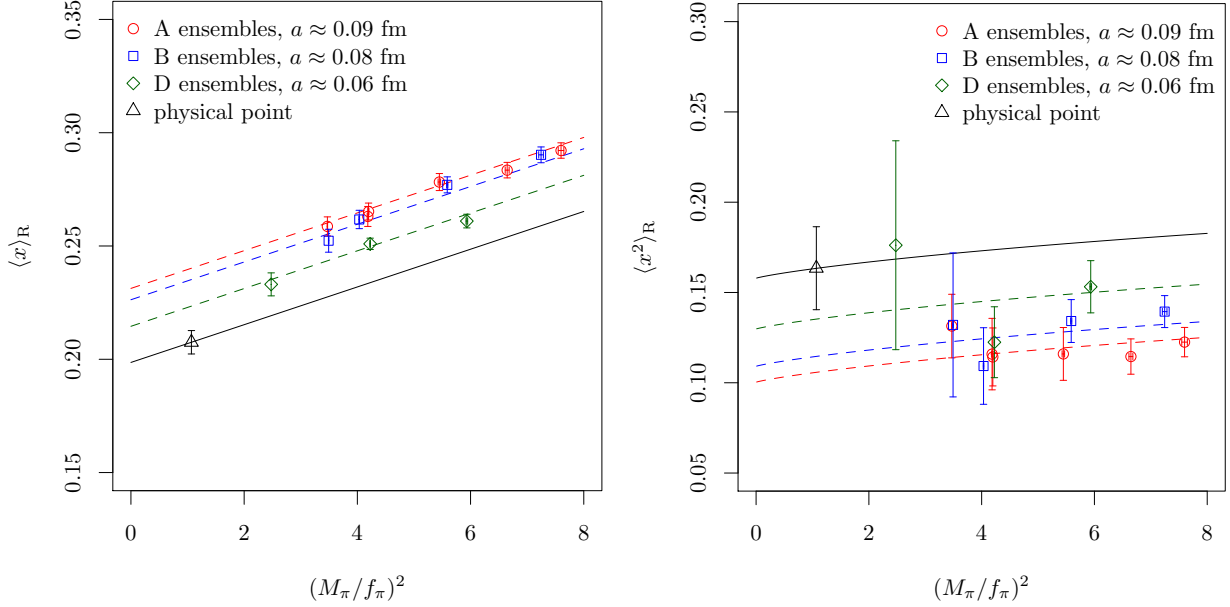 A ensembles, a ≈ 0.09 fm
B ensembles, a ≈ 0.08 fm
D ensembles, a ≈ 0.06 fm
physical point
⟨x⟩R
0.35
0.30
0.25
0.20
0.15
0 2 4 6 8
(Mπ/fπ)²
A ensembles, a ≈ 0.09 fm
B ensembles, a ≈ 0.08 fm
D ensembles, a ≈ 0.06 fm
physical point
⟨x²⟩R
0.30
0.25
0.20
0.15
0.10
0.05
0 2 4 6 8
(Mπ/fπ)²